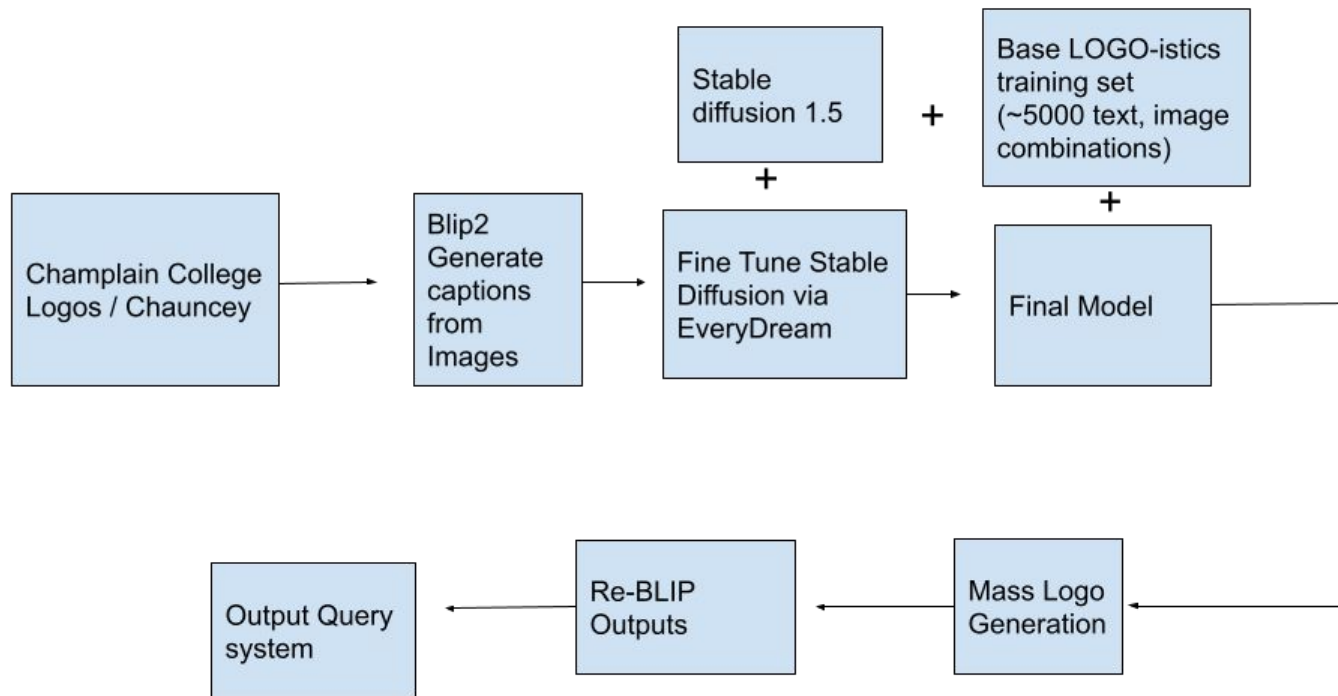 Stable
diffusion 1.5
+
Base LOGO-istics
training set
(~5000 text, image
combinations)
+
+
Champlain College
Logos / Chauncey
Blip2
Generate
captions
from
Images
Fine Tune Stable
Diffusion via
EveryDream
Final Model
Output Query
system
Re-BLIP
Outputs
Mass Logo
Generation